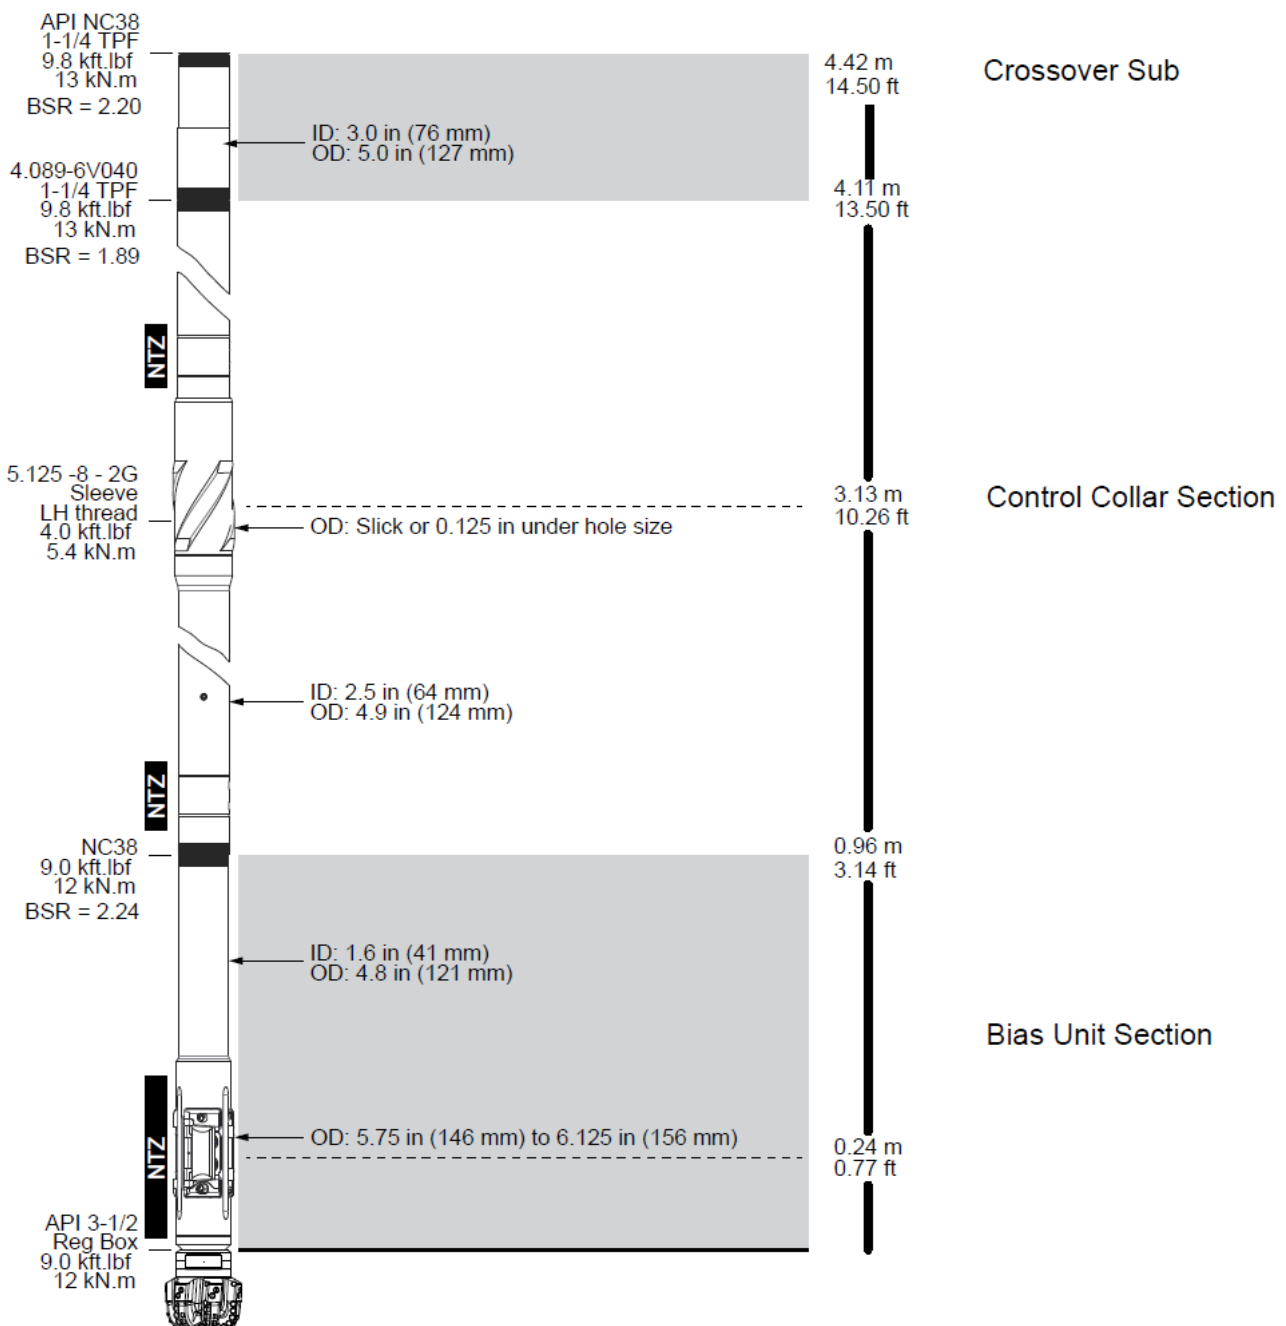 API NC38
1-1/4 TPF
9.8 kft.lbf
13 kN.m
BSR = 2.20
4.42 m
14.50 ft
Crossover Sub
ID: 3.0 in (76 mm)
OD: 5.0 in (127 mm)
4.089-6V040
1-1/4 TPF
9.8 kft.lbf
13 kN.m
BSR = 1.89
4.11 m
13.50 ft
NTZ
5.125 -8 - 2G
Sleeve
LH thread
4.0 kft.lbf
5.4 kN.m
OD: Slick or 0.125 in under hole size
3.13 m
10.26 ft
Control Collar Section
ID: 2.5 in (64 mm)
OD: 4.9 in (124 mm)
NTZ
NC38
9.0 kft.lbf
12 kN.m
BSR = 2.24
0.96 m
3.14 ft
ID: 1.6 in (41 mm)
OD: 4.8 in (121 mm)
Bias Unit Section
NTZ
OD: 5.75 in (146 mm) to 6.125 in (156 mm)
0.24 m
0.77 ft
API 3-1/2
Reg Box
9.0 kft.lbf
12 kN.m